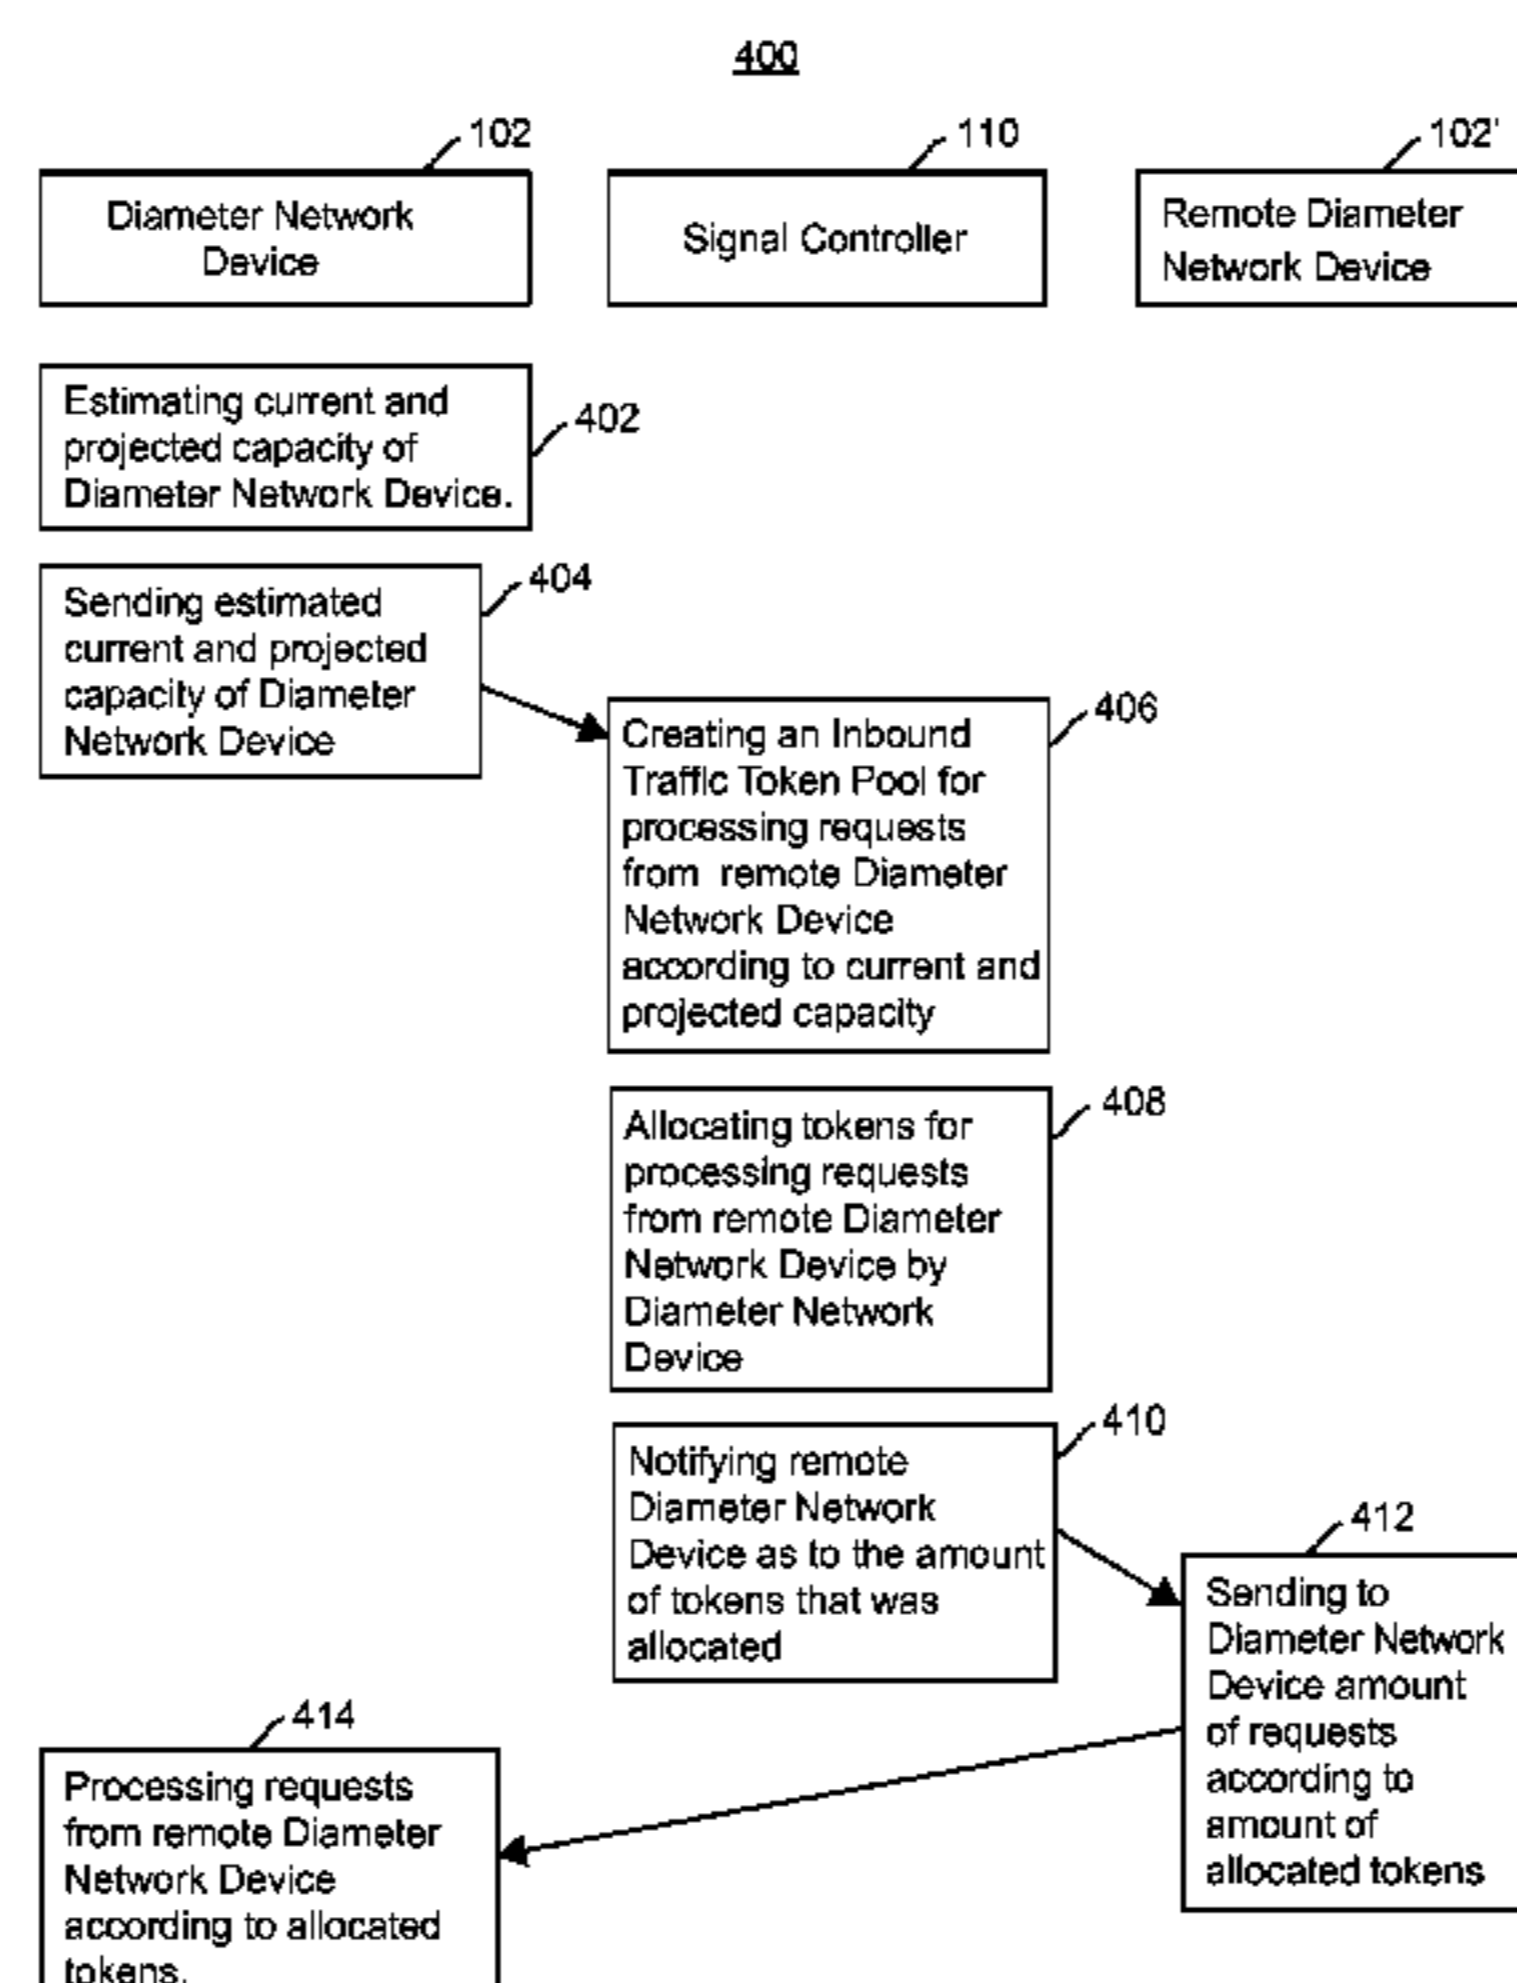 400
102
110
102'
Diameter Network
Device
Signal Controller
Remote Diameter
Network Device
Estimating current and
projected capacity of
Diameter Network Device.
402
Sending estimated
current and projected
capacity of Diameter
Network Device
404
Creating an Inbound
Traffic Token Pool for
processing requests
from remote Diameter
Network Device
according to current and
projected capacity
406
Allocating tokens for
processing requests
from remote Diameter
Network Device by
Diameter Network
Device
408
Notifying remote
Diameter Network
Device as to the amount
of tokens that was
allocated
410
412
Sending to
Diameter Network
Device amount
of requests
according to
amount of
allocated tokens
414
Processing requests
from remote Diameter
Network Device
according to allocated
tokens.